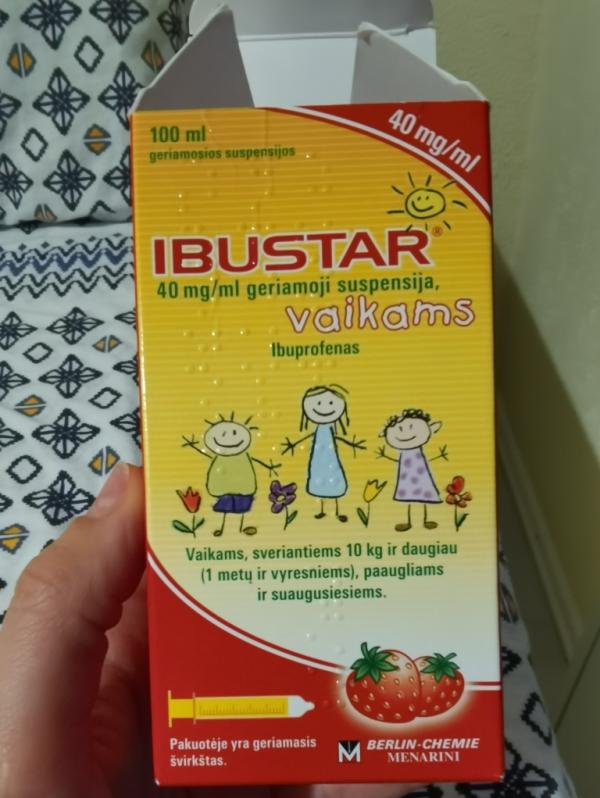 100 ml
geriamosios suspensijos
40 mg/ml
IBUSTAR®
40 mg/ml geriamoji suspensija,
vaikams
Ibuprofenas
Vaikams, sveriantiems 10 kg ir daugiau
(1 metų ir vyresniems), paaugliams
ir suaugusiesiems.
Pakuotėje yra geriamasis
švirkštas.
BERLIN-CHEMIE
MENARINI